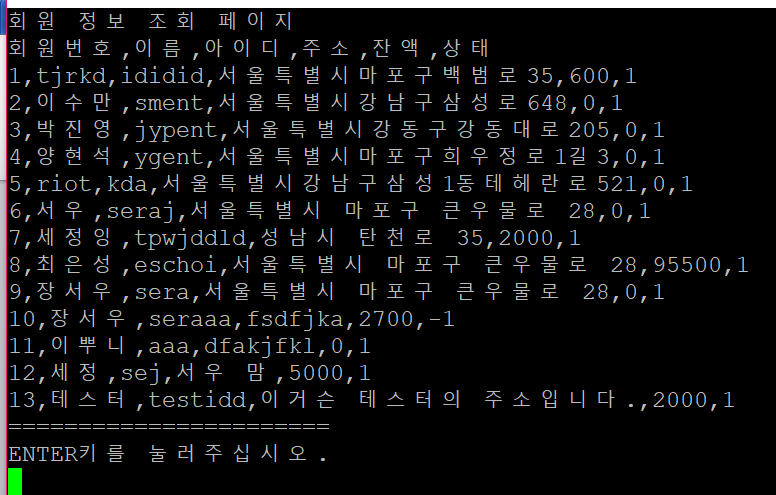 회원 정보 조회 페이지
회원번호,이름,아이디,주소,잔액,상태
1,tjrkd,ididid,서울특별시마포구백범로35,600,1
2,이수만,sment,서울특별시강남구삼성로648,0,1
3,박진영,jypent,서울특별시강동구강동대로205,0,1
4,양현석,ygent,서울특별시마포구희우정로1길3,0,1
5,riot,kda,서울특별시강남구삼성1동테헤란로521,0,1
6,서우,seraj,서울특별시 마포구 큰우물로 28,0,1
7,세정잉,tpwjddld,성남시 탄천로 35,2000,1
8,최은성,eschoi,서울특별시 마포구 큰우물로 28,95500,1
9,장서우,sera,서울특별시 마포구 큰우물로 28,0,1
10,장서우,seraaa,fsdfjka,2700,-1
11,이뿌니,aaa,dfakjfkl,0,1
12,세정,sej,서우 맘,5000,1
13,테스터,testidd,이거슨 테스터의 주소입니다.,2000,1
=======================
ENTER키를 눌러주십시오.